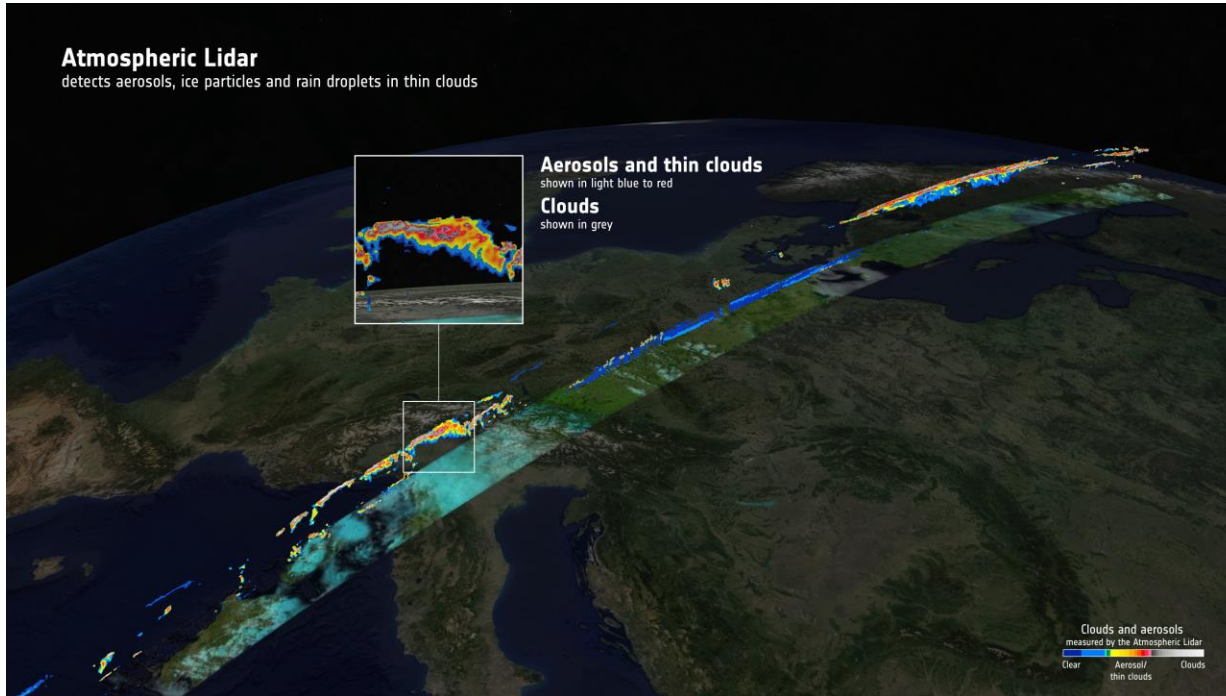 Atmospheric Lidar
detects aerosols, ice particles and rain droplets in thin clouds
Aerosols and thin clouds
shown in light blue to red
Clouds
shown in grey
Clouds and aerosols
measured by the Atmospheric Lidar
Clear Aerosol/ Clouds
thin clouds